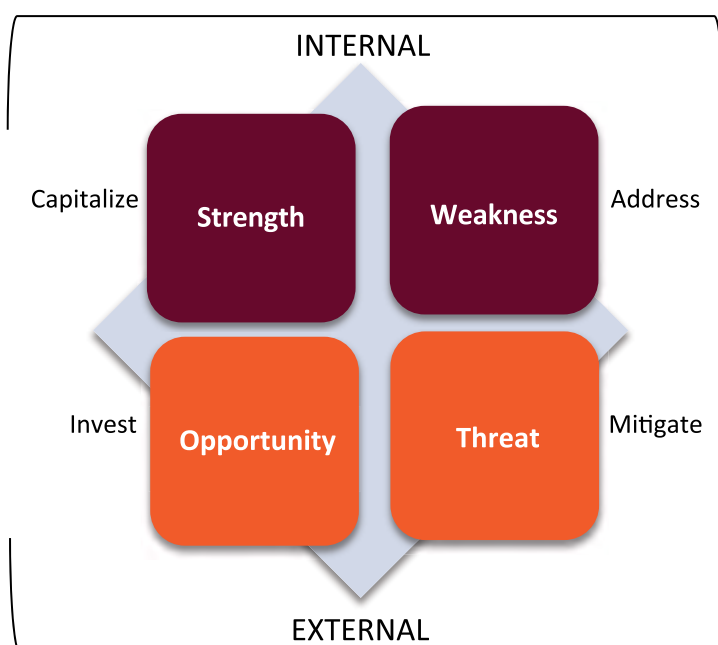 INTERNAL
Capitalize
Strength
Weakness
Address
Invest
Opportunity
Threat
Mitigate
EXTERNAL